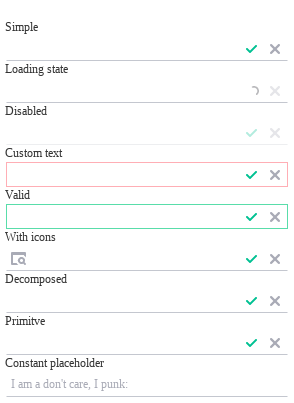 Simple
Loading state
Disabled
Custom text
Valid
With icons
Decomposed
Primitve
Constant placeholder
I am a don't care, I punk: